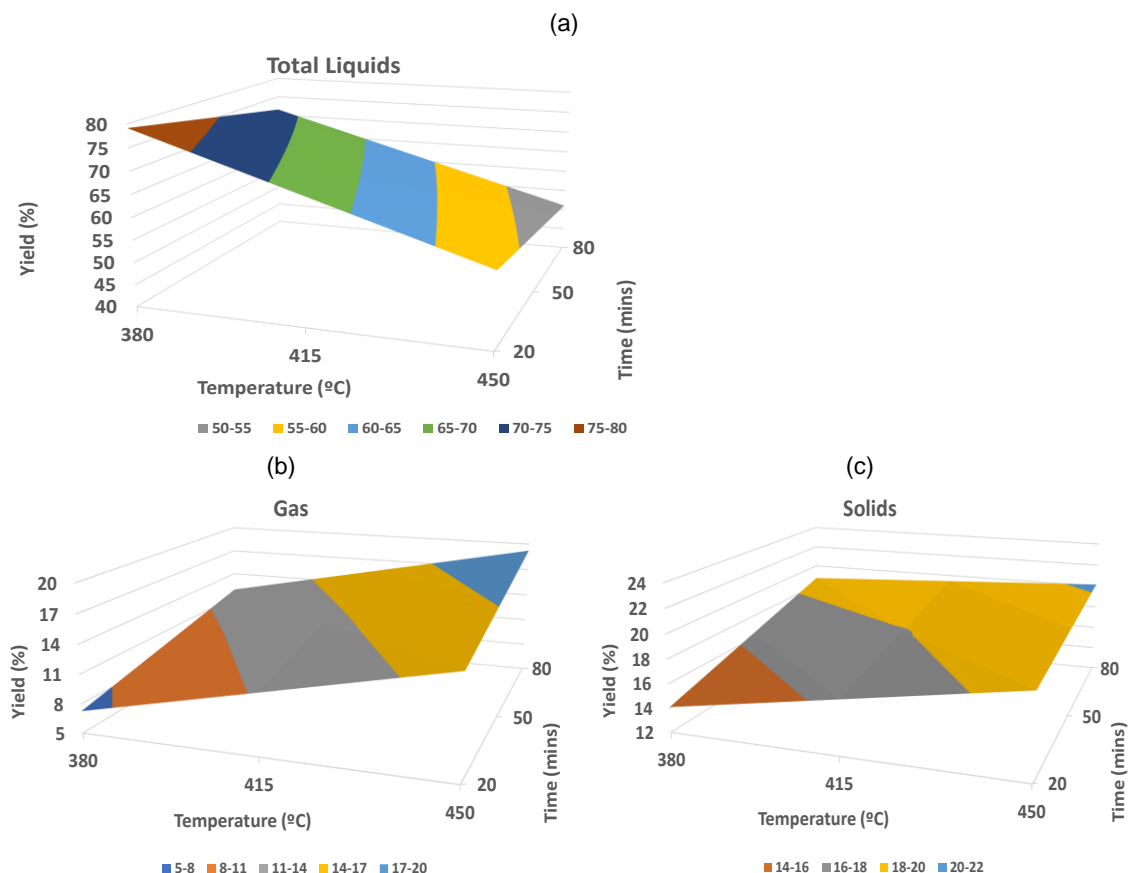 (a)
Total Liquids
80
75
70
65
60
55
50
45
40
Yield (%)
380
415
450
Temperature (ºC)
20
50
80
Time (mins)
50-55 55-60 60-65 65-70 70-75 75-80
(b)
Gas
20
17
14
11
8
5
Yield (%)
380
415
450
Temperature (ºC)
20
50
80
Time (mins)
5-8 8-11 11-14 14-17 17-20
(c)
Solids
24
22
20
18
16
14
12
Yield (%)
380
415
450
Temperature (ºC)
20
50
80
Time (mins)
14-16 16-18 18-20 20-22